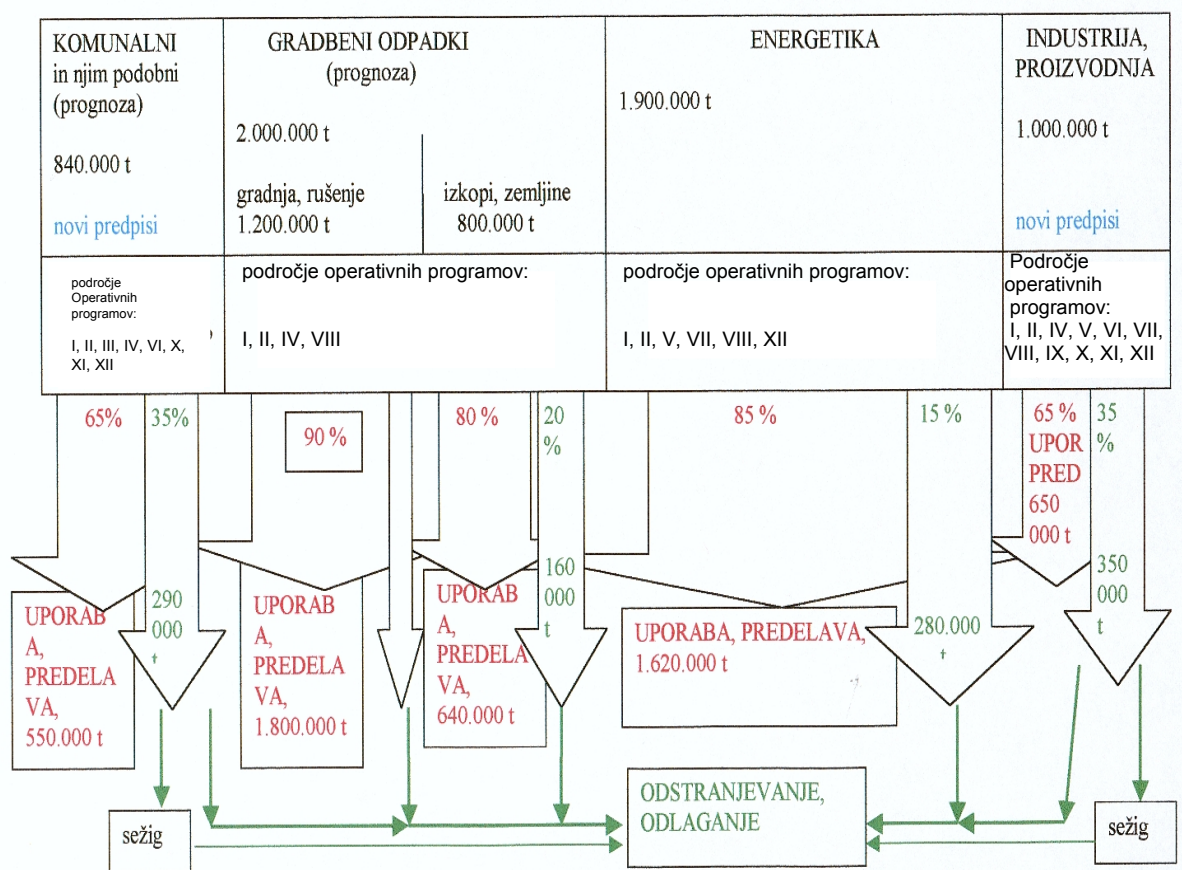 KOMUNALNI
in njim podobni
(prognoza)
840.000 t
novi predpisi
GRADBENI ODPADKI
(prognoza)
2.000.000 t
gradnja, rušenje
1.200.000 t
izkopi, zemljine
800.000 t
ENERGETIKA
1.900.000 t
INDUSTRIJA,
PROIZVODNJA
1.000.000 t
novi predpisi
področje
Operativnih
programov:
I, II, III, IV, VI, X,
XI, XII
področje operativnih programov:
I, II, IV, VIII
področje operativnih programov:
I, II, V, VII, VIII, XII
Področje
operativnih
programov:
I, II, IV, V, VI, VII,
VIII, IX, X, XI, XII
65%
35%
90 %
80 %
20
%
85 %
15 %
65 %
UPOR
PRED
650
000 t
35
%
UPORAB
A,
PREDELA
VA,
550.000 t
290
000
t
UPORAB
A,
PREDELA
VA,
1.800.000 t
UPORAB
A,
PREDELA
VA,
640.000 t
160
000
t
UPORABA, PREDELAVA,
1.620.000 t
280.000
t
350
000
t
sežig
ODSTRANJEVANJE,
ODLAGANJE
sežig